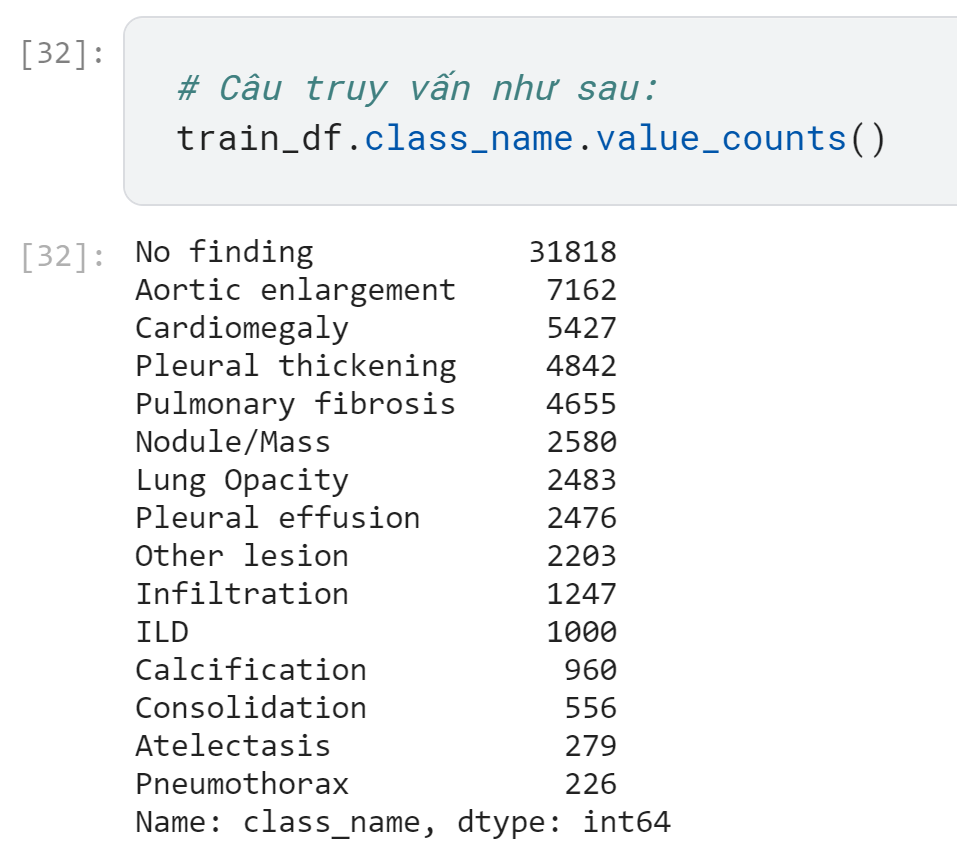 [32]:
# Câu truy vấn như sau:
train_df.class_name.value_counts()
[32]:
No finding            31818
Aortic enlargement     7162
Cardiomegaly           5427
Pleural thickening     4842
Pulmonary fibrosis     4655
Nodule/Mass            2580
Lung Opacity           2483
Pleural effusion       2476
Other lesion           2203
Infiltration           1247
ILD                    1000
Calcification           960
Consolidation           556
Atelectasis             279
Pneumothorax            226
Name: class_name, dtype: int64